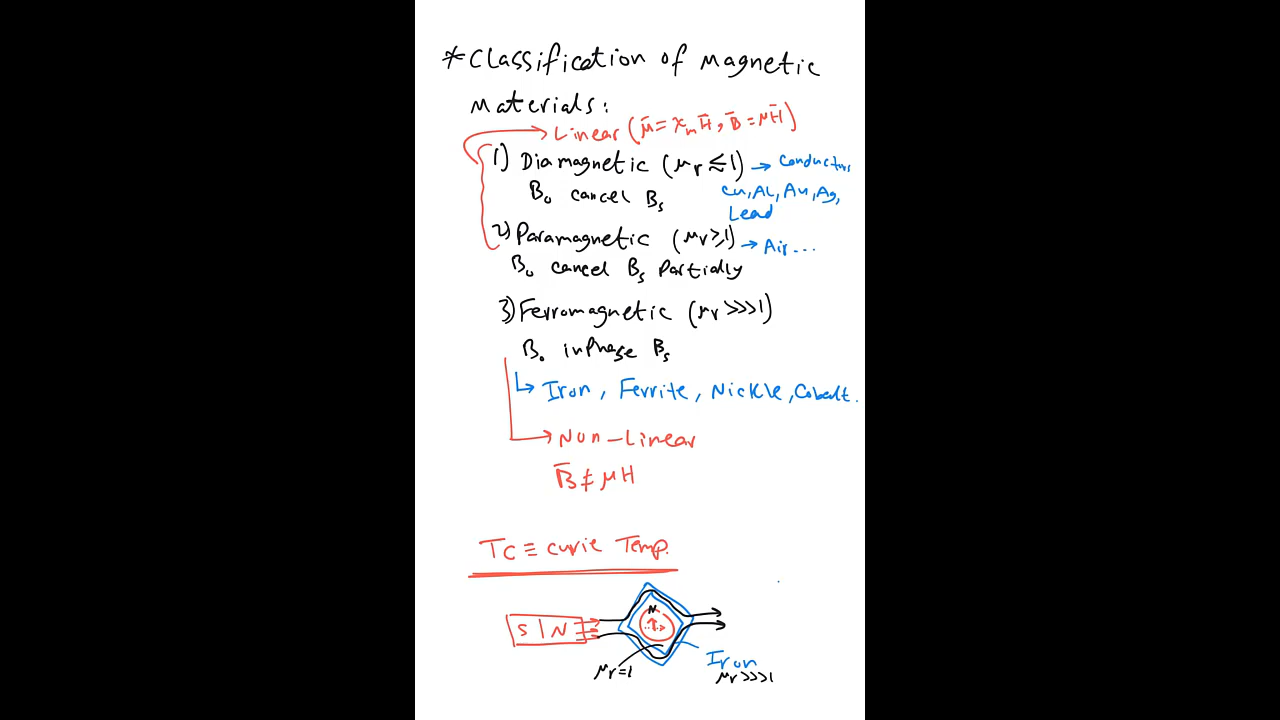 *Classification of magnetic
materials:
Linear (μ̄ = χₘH̄, B̄ = μH̄)
1) Diamagnetic (μr ⪅ 1) → Conductors
B₀ cancel Bs
Cu, AL, Au, Ag,
Lead
2) Paramagnetic (μr ⩾ 1) → Air...
B₀ cancel Bs Partially
3) Ferromagnetic (μr >>> 1)
B₀ inphase Bs
Iron, Ferrite, Nickle, Cobalt.
Non-Linear
B̄ ≠ μH
Tc ≡ curie Temp.
S | N
N
μr=1
Iron
μr>>>1